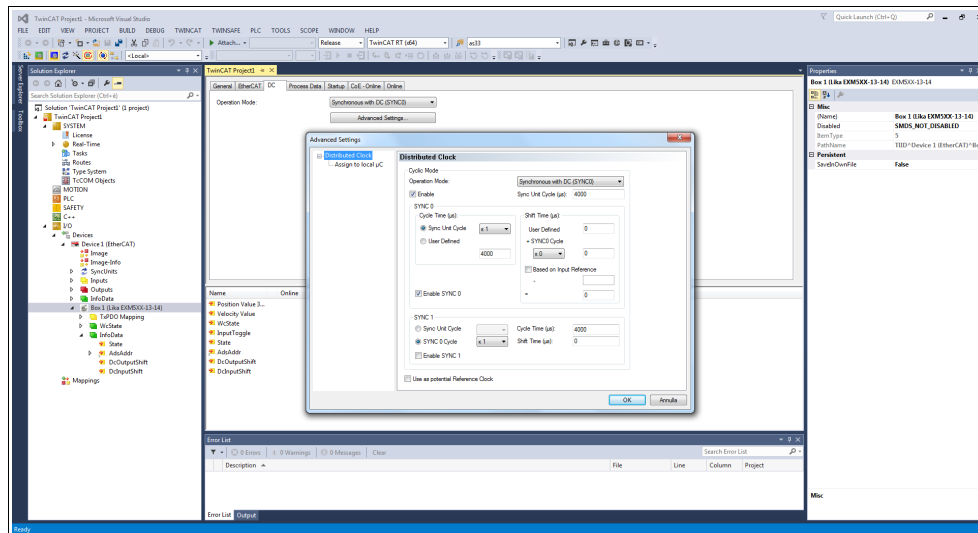 TwinCAT Project1 - Microsoft Visual Studio
Quick Launch (Ctrl+Q)
FILE EDIT VIEW PROJECT BUILD DEBUG TWINCAT TWINSAFE PLC TOOLS SCOPE WINDOW HELP
Attach... Release TwinCAT RT (x64) as33
<Local>
Server Explorer
Toolbox
Solution Explorer
Search Solution Explorer (Ctrl+è)
Solution 'TwinCAT Project1' (1 project)
TwinCAT Project1
SYSTEM
License
Real-Time
Tasks
Routes
Type System
TcCOM Objects
MOTION
PLC
SAFETY
C++
I/O
Devices
Device 1 (EtherCAT)
Image
Image-Info
SyncUnits
Inputs
Outputs
InfoData
Box 1 (Lika EXM5XX-13-14)
TxPDO Mapping
WcState
InfoData
State
AdsAddr
DcOutputShift
DcInputShift
Mappings
TwinCAT Project1
General EtherCAT DC Process Data Startup CoE - Online Online
Operation Mode: Synchronous with DC (SYNC0)
Advanced Settings...
Name Online
Position Value 3...
Velocity Value
WcState
InputToggle
State
AdsAddr
DcOutputShift
DcInputShift
Advanced Settings
Distributed Clock
Assign to local µC
Distributed Clock
Cyclic Mode
Operation Mode: Synchronous with DC (SYNC0)
Enable Sync Unit Cycle (µs): 4000
SYNC 0
Cycle Time (µs): Shift Time (µs):
Sync Unit Cycle x 1 User Defined 0
User Defined + SYNC0 Cycle
4000 x 0 0
Based on Input Reference
+
Enable SYNC 0 = 0
SYNC 1
Sync Unit Cycle Cycle Time (µs): 4000
SYNC 0 Cycle x 1 Shift Time (µs): 0
Enable SYNC 1
Use as potential Reference Clock
OK Annulla
Properties
Box 1 (Lika EXM5XX-13-14) EXM5XX-13-14
Misc
(Name) Box 1 (Lika EXM5XX-13-14)
Disabled SMDS_NOT_DISABLED
ItemType 5
PathName TIID^Device 1 (EtherCAT)^Bo
Persistent
SaveInOwnFile False
Misc
Error List
0 Errors 0 Warnings 0 Messages Clear Search Error List
Description File Line Column Project
Error List Output
Ready